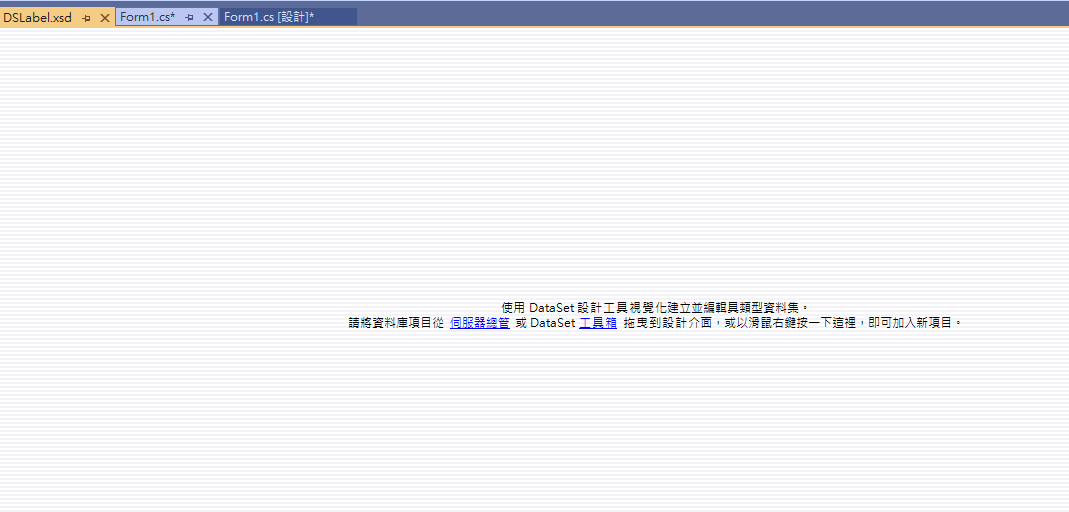 DSLabel.xsd Form1.cs* Form1.cs [設計]*
使用 DataSet 設計工具視覺化建立並編輯具類型資料集。
請將資料庫項目從 伺服器總管 或 DataSet 工具箱 拖曳到設計介面，或以滑鼠右鍵按一下這裡，即可加入新項目。